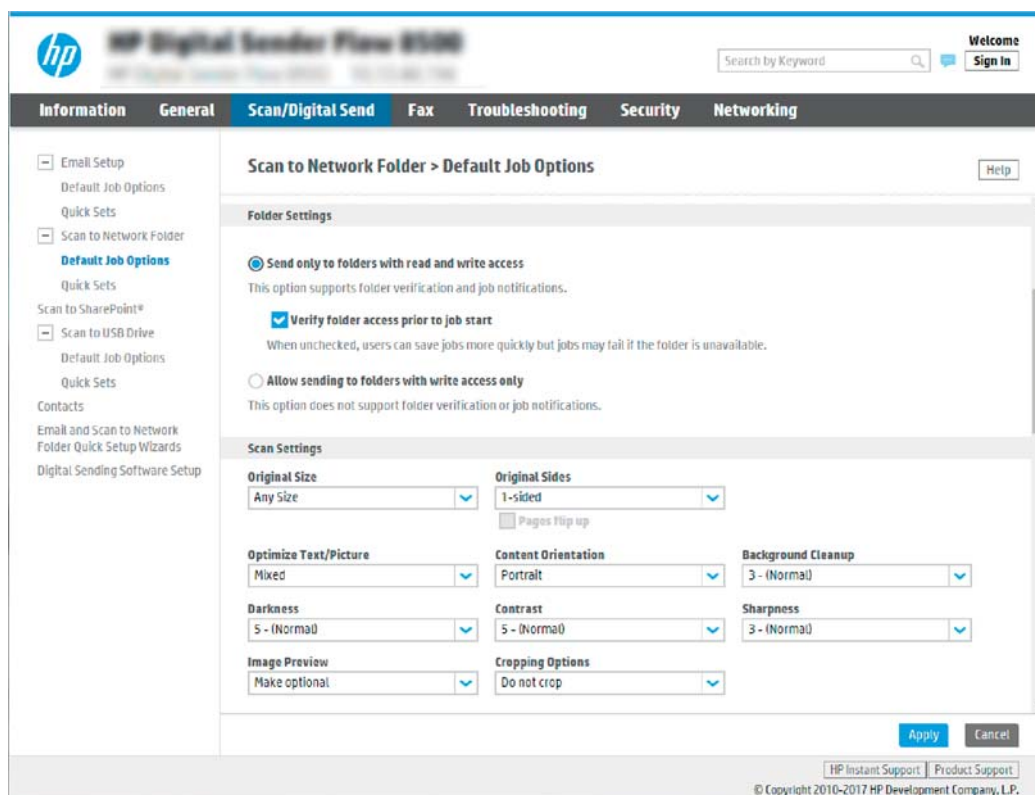 hp
HP Digital Sender Flow 8500
Welcome
Search by Keyword
Sign In
Information General Scan/Digital Send Fax Troubleshooting Security Networking
Email Setup
Default Job Options
Quick Sets
Scan to Network Folder
Default Job Options
Quick Sets
Scan to SharePoint®
Scan to USB Drive
Default Job Options
Quick Sets
Contacts
Email and Scan to Network
Folder Quick Setup Wizards
Digital Sending Software Setup
Scan to Network Folder > Default Job Options
Help
Folder Settings
Send only to folders with read and write access
This option supports folder verification and job notifications.
Verify folder access prior to job start
When unchecked, users can save jobs more quickly but jobs may fail if the folder is unavailable.
Allow sending to folders with write access only
This option does not support folder verification or job notifications.
Scan Settings
Original Size Original Sides
Any Size 1-sided
Pages flip up
Optimize Text/Picture Content Orientation Background Cleanup
Mixed Portrait 3 - (Normal)
Darkness Contrast Sharpness
5 - (Normal) 5 - (Normal) 3 - (Normal)
Image Preview Cropping Options
Make optional Do not crop
Apply Cancel
HP Instant Support Product Support
© Copyright 2010-2017 HP Development Company, L.P.